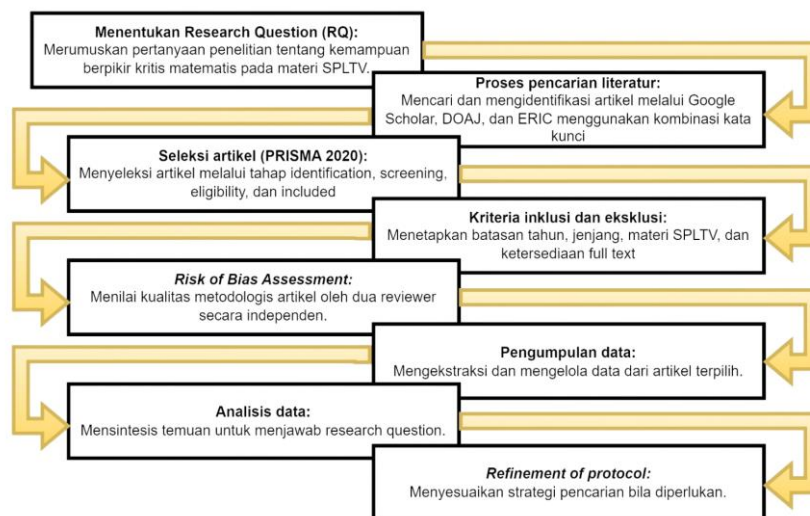 Menentukan Research Question (RQ):
Merumuskan pertanyaan penelitian tentang kemampuan
berpikir kritis matematis pada materi SPLTV.
Proses pencarian literatur:
Mencari dan mengidentifikasi artikel melalui Google
Scholar, DOAJ, dan ERIC menggunakan kombinasi kata
kunci
Seleksi artikel (PRISMA 2020):
Menyeleksi artikel melalui tahap identification, screening,
eligibility, dan included
Kriteria inklusi dan eksklusi:
Menetapkan batasan tahun, jenjang, materi SPLTV, dan
ketersediaan full text
Risk of Bias Assessment:
Menilai kualitas metodologis artikel oleh dua reviewer
secara independen.
Pengumpulan data:
Mengekstraksi dan mengelola data dari artikel terpilih.
Analisis data:
Mensintesis temuan untuk menjawab research question.
Refinement of protocol:
Menyesuaikan strategi pencarian bila diperlukan.